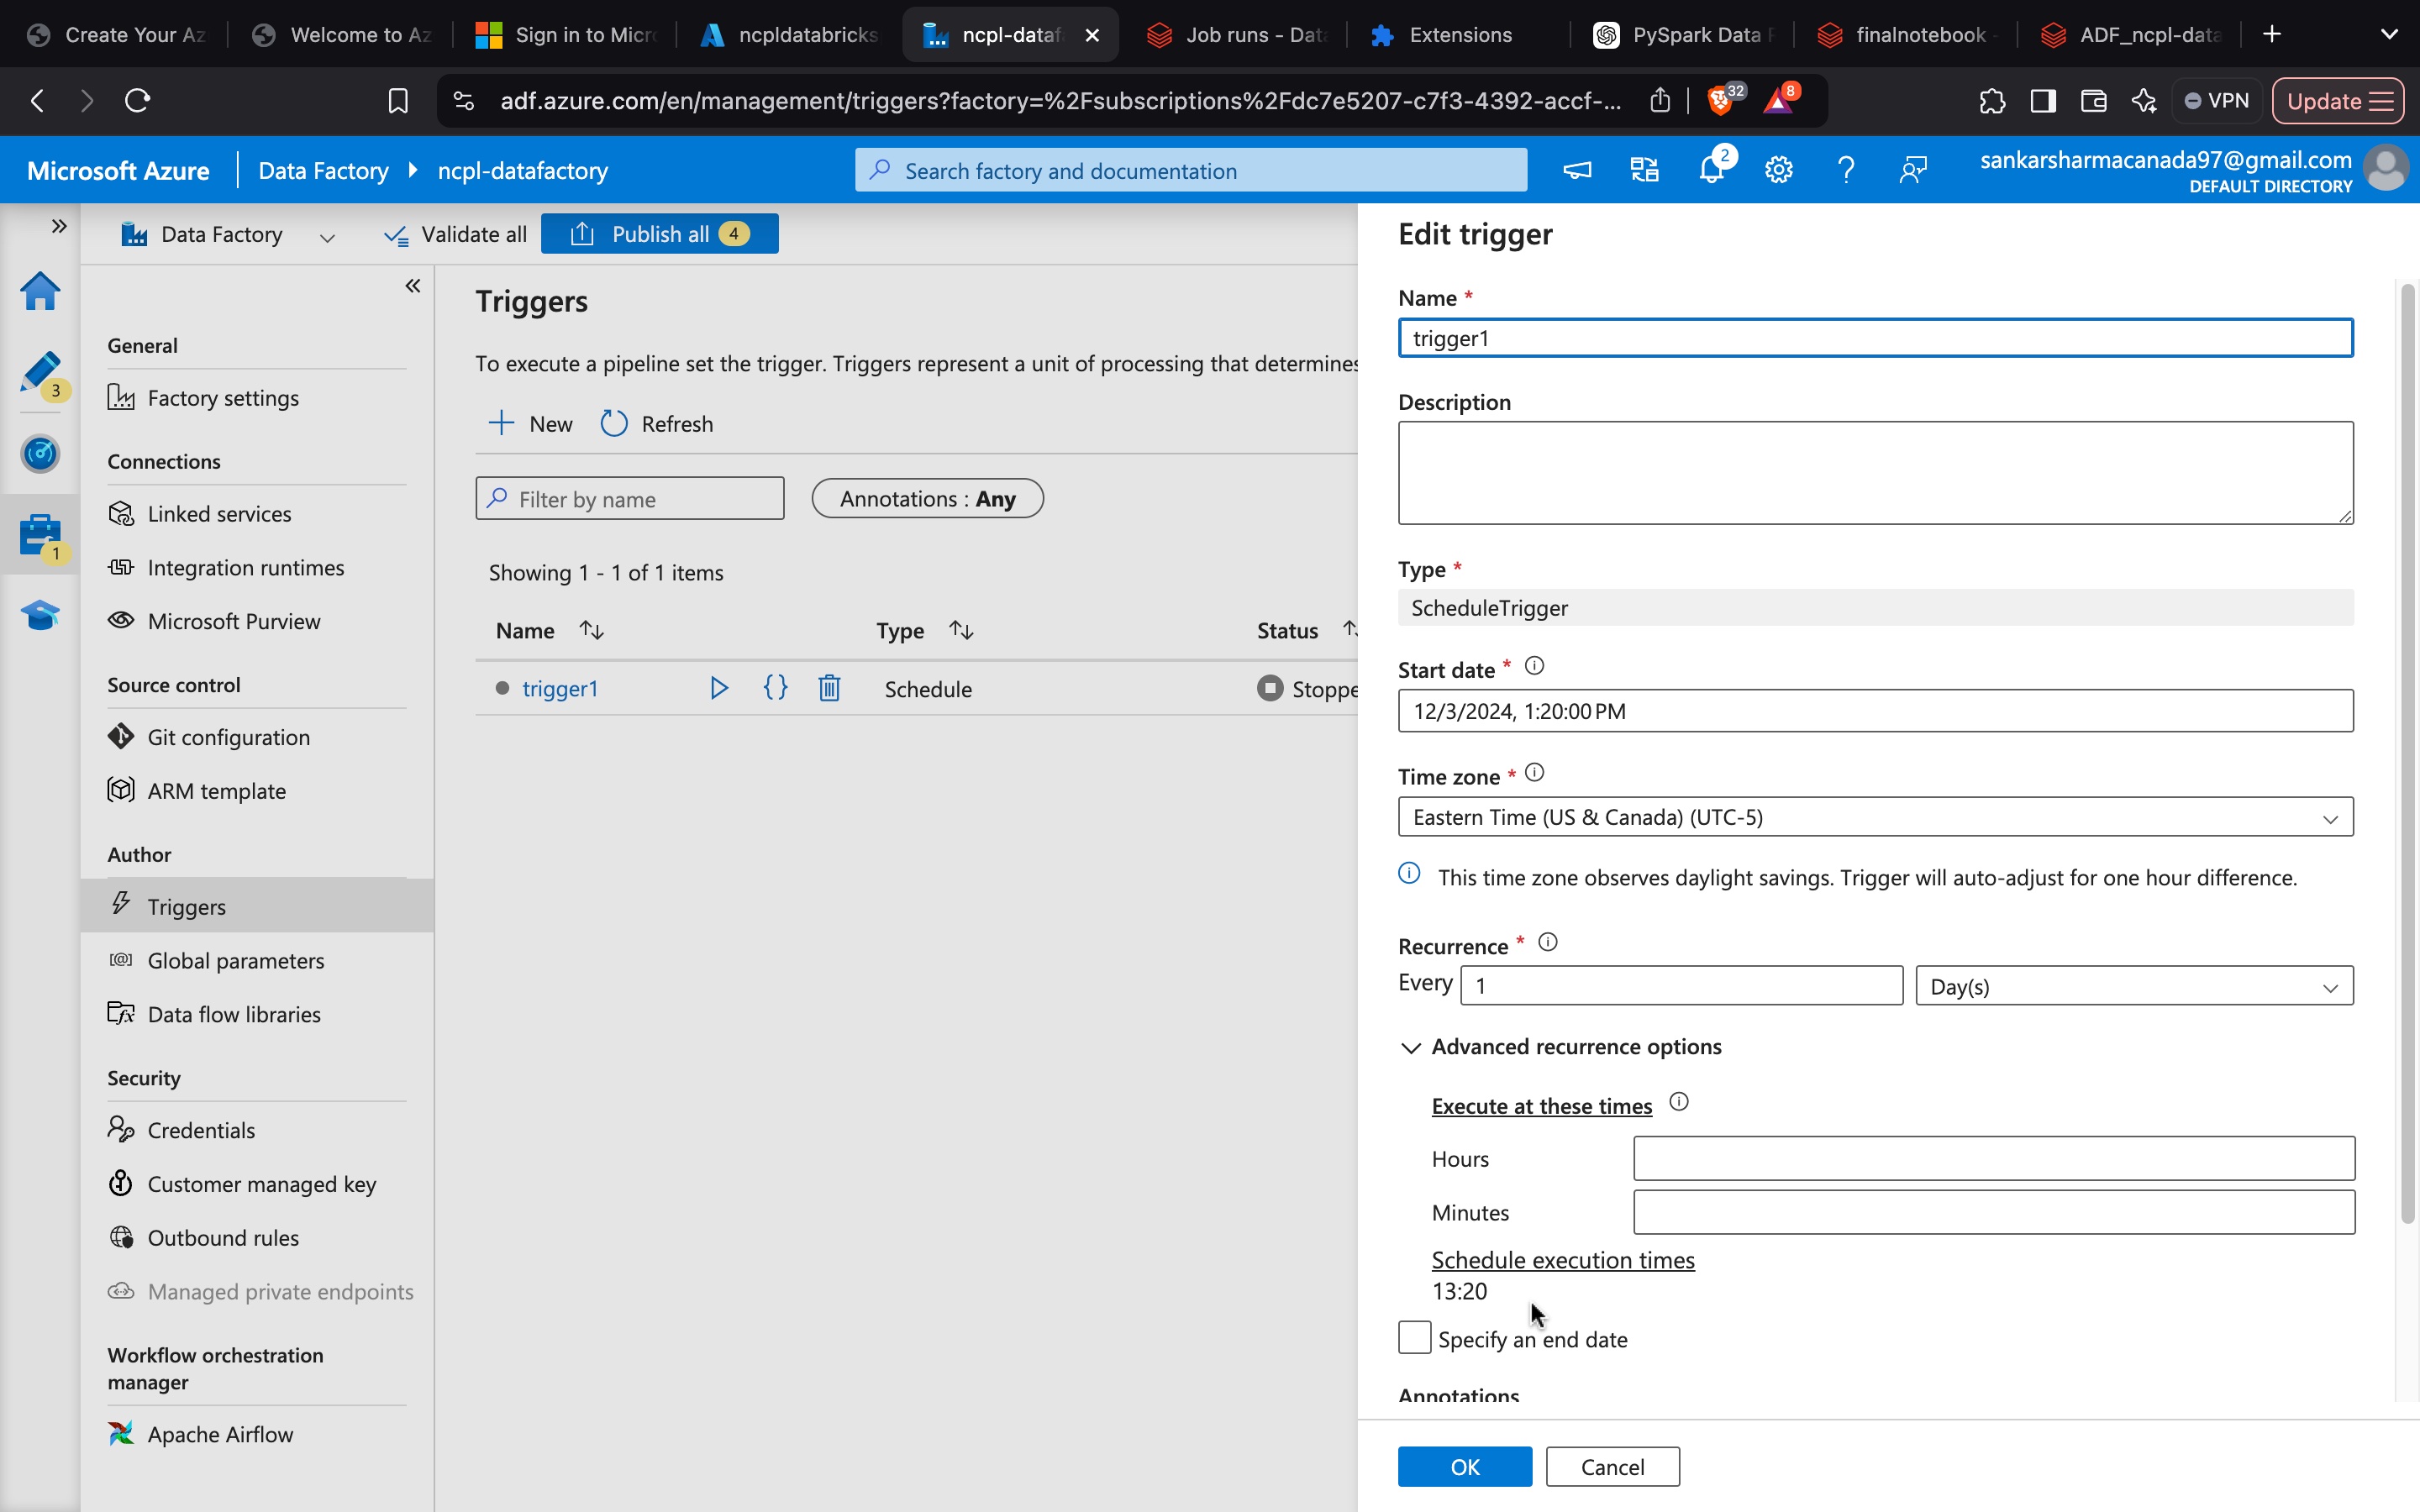 Create Your Az
Welcome to Az
Sign in to Micr
ncpldatabricks
ncpl-dataf
Job runs - Dat
Extensions
PySpark Data
finalnotebook
ADF_ncpl-data
adf.azure.com/en/management/triggers?factory=%2Fsubscriptions%2Fdc7e5207-c7f3-4392-accf-...
32
8
VPN
Update
Microsoft Azure
Data Factory
ncpl-datafactory
Search factory and documentation
2
sankarsharmacanada97@gmail.com
DEFAULT DIRECTORY
Data Factory
Validate all
Publish all 4
3
1
General
Factory settings
Connections
Linked services
Integration runtimes
Microsoft Purview
Source control
Git configuration
ARM template
Author
Triggers
Global parameters
Data flow libraries
Security
Credentials
Customer managed key
Outbound rules
Managed private endpoints
Workflow orchestration
manager
Apache Airflow
Triggers
To execute a pipeline set the trigger. Triggers represent a unit of processing that determines
New
Refresh
Filter by name
Annotations : Any
Showing 1 - 1 of 1 items
Name
Type
Status
trigger1
Schedule
Stoppe
Edit trigger
Name *
trigger1
Description
Type *
ScheduleTrigger
Start date *
12/3/2024, 1:20:00 PM
Time zone *
Eastern Time (US & Canada) (UTC-5)
This time zone observes daylight savings. Trigger will auto-adjust for one hour difference.
Recurrence *
Every 1 Day(s)
Advanced recurrence options
Execute at these times
Hours
Minutes
Schedule execution times
13:20
Specify an end date
Annotations
OK
Cancel